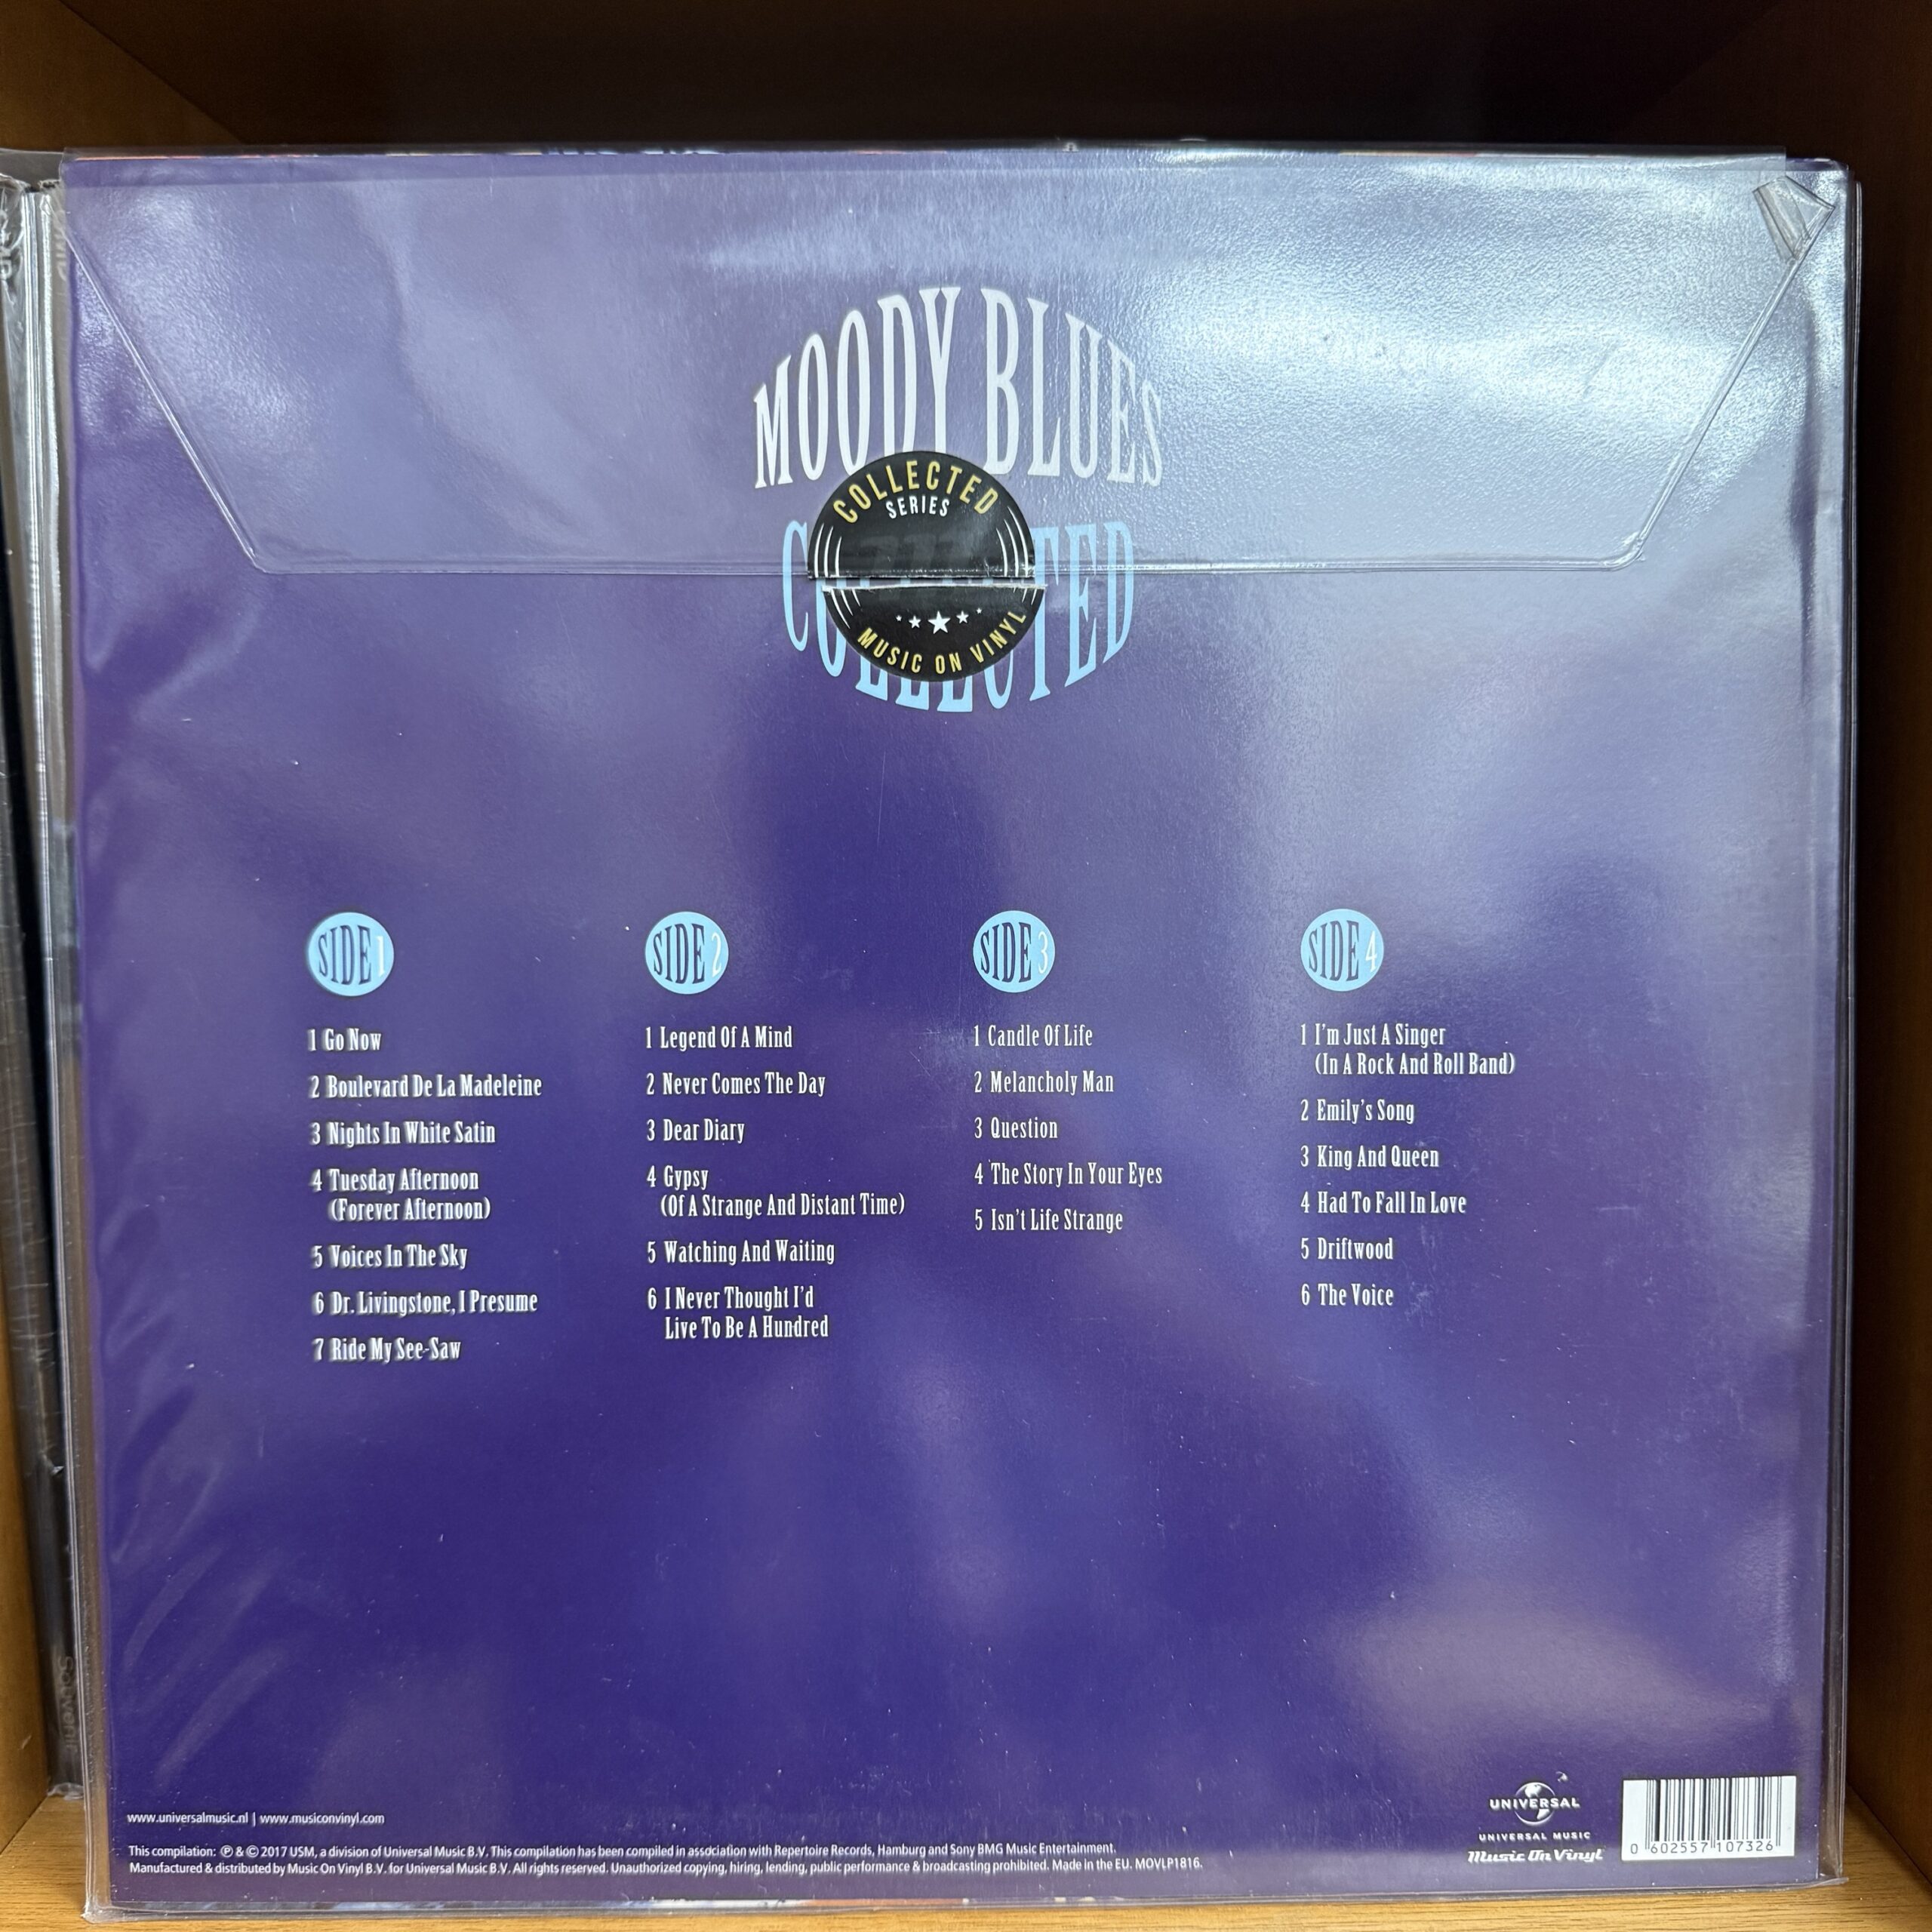 MOODY BLUES
COLLECTED
COLLECTED
SERIES
MUSIC ON VINYL
SIDE 1
1 Go Now
2 Boulevard De La Madeleine
3 Nights In White Satin
4 Tuesday Afternoon
(Forever Afternoon)
5 Voices In The Sky
6 Dr. Livingstone, I Presume
7 Ride My See-Saw
SIDE 2
1 Legend Of A Mind
2 Never Comes The Day
3 Dear Diary
4 Gypsy
(Of A Strange And Distant Time)
5 Watching And Waiting
6 I Never Thought I'd
Live To Be A Hundred
SIDE 3
1 Candle Of Life
2 Melancholy Man
3 Question
4 The Story In Your Eyes
5 Isn't Life Strange
SIDE 4
1 I'm Just A Singer
(In A Rock And Roll Band)
2 Emily's Song
3 King And Queen
4 Had To Fall In Love
5 Driftwood
6 The Voice
www.universalmusic.nl | www.musiconvinyl.com
This compilation: ℗ & © 2017 USM, a division of Universal Music B.V. This compilation has been compiled in association with Repertoire Records, Hamburg and Sony BMG Music Entertainment.
Manufactured & distributed by Music On Vinyl B.V. for Universal Music B.V. All rights reserved. Unauthorized copying, hiring, lending, public performance & broadcasting prohibited. Made in the EU. MOVLP1816.
UNIVERSAL
UNIVERSAL MUSIC
Music On Vinyl
0 602557 107326
Souvenir